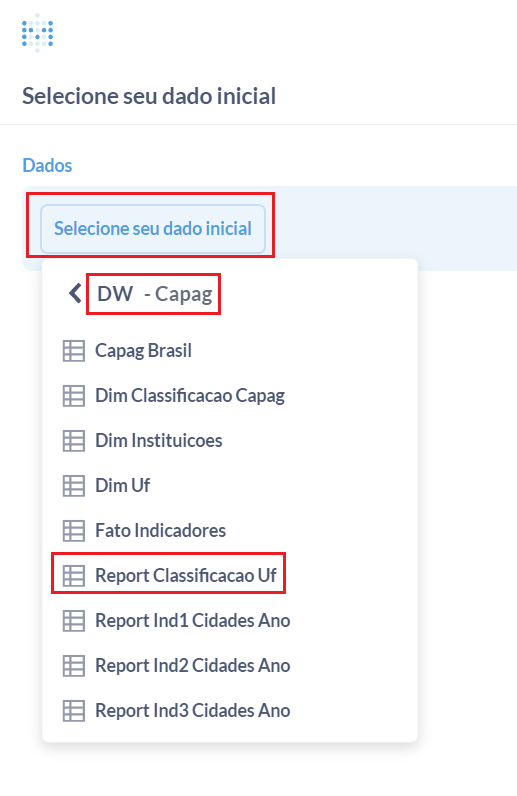 Selecione seu dado inicial
Dados
Selecione seu dado inicial
DW - Capag
Capag Brasil
Dim Classificacao Capag
Dim Instituicoes
Dim Uf
Fato Indicadores
Report Classificacao Uf
Report Ind1 Cidades Ano
Report Ind2 Cidades Ano
Report Ind3 Cidades Ano